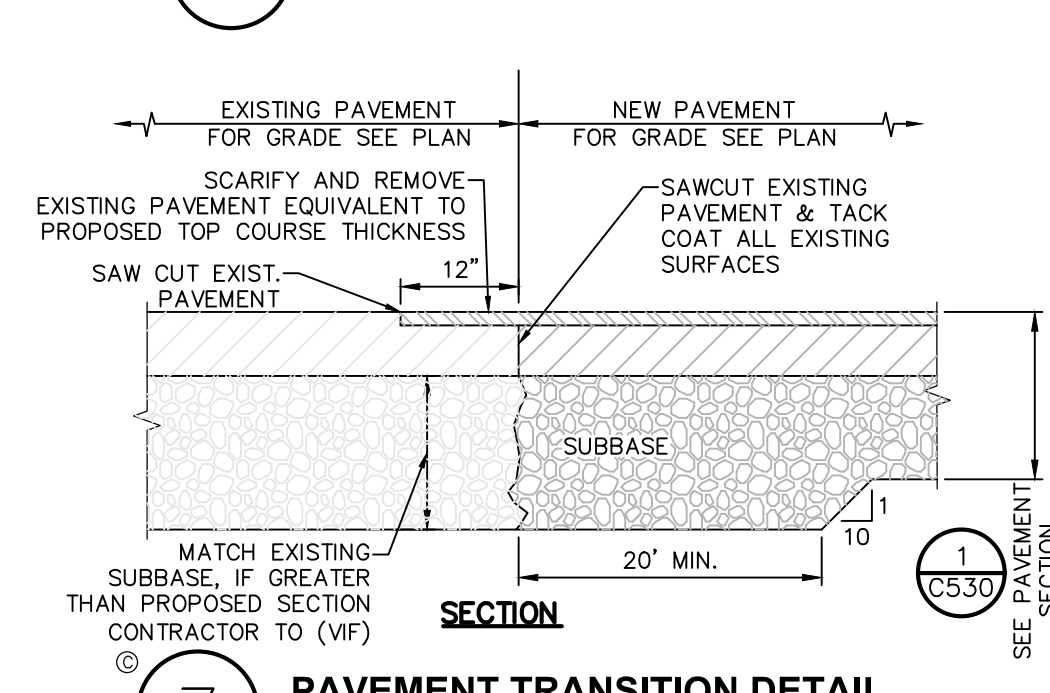 EXISTING PAVEMENT
FOR GRADE SEE PLAN
NEW PAVEMENT
FOR GRADE SEE PLAN
SCARIFY AND REMOVE
EXISTING PAVEMENT EQUIVALENT TO
PROPOSED TOP COURSE THICKNESS
SAWCUT EXISTING
PAVEMENT & TACK
COAT ALL EXISTING
SURFACES
SAW CUT EXIST.
PAVEMENT
12"
SUBBASE
1
10
MATCH EXISTING
SUBBASE, IF GREATER
THAN PROPOSED SECTION
CONTRACTOR TO (VIF)
20' MIN.
SECTION
1
C530
SEE PAVEMENT
SECTION
©
7
PAVEMENT TRANSITION DETAIL